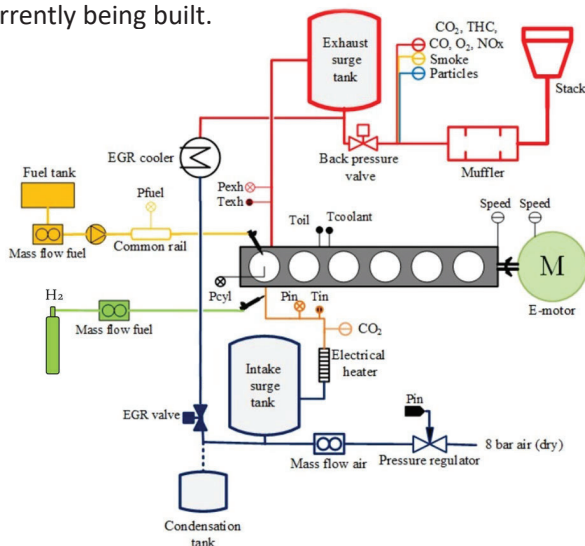 rrently being built.
Exhaust
surge
tank
CO2, THC,
CO, O2, NOx
Smoke
Particles
Stack
Back pressure
valve
Muffler
EGR cooler
Fuel tank
Pfuel
Mass flow fuel
Common rail
Pexh
Texh
Toil
Tcoolant
Speed
Speed
M
E-motor
H2
Mass flow fuel
Pcyl
Pin
Tin
CO2
Electrical
heater
Intake
surge
tank
EGR valve
Pin
Mass flow air
Pressure regulator
8 bar air (dry)
Condensation
tank